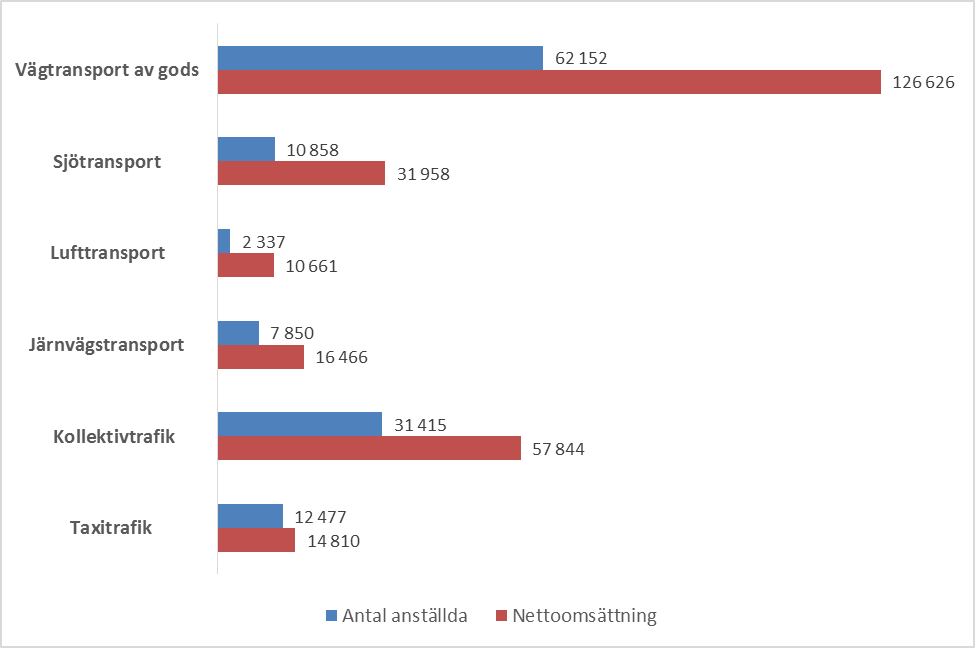 Vägtransport av gods
62 152
126 626
Sjötransport
10 858
31 958
Lufttransport
2 337
10 661
Järnvägstransport
7 850
16 466
Kollektivtrafik
31 415
57 844
Taxitrafik
12 477
14 810
Antal anställda
Nettoomsättning